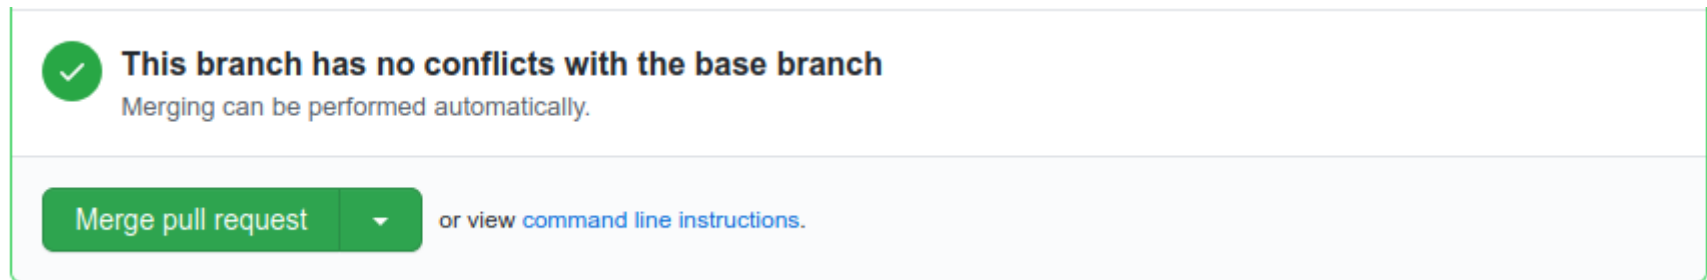 This branch has no conflicts with the base branch
Merging can be performed automatically.
Merge pull request or view command line instructions.